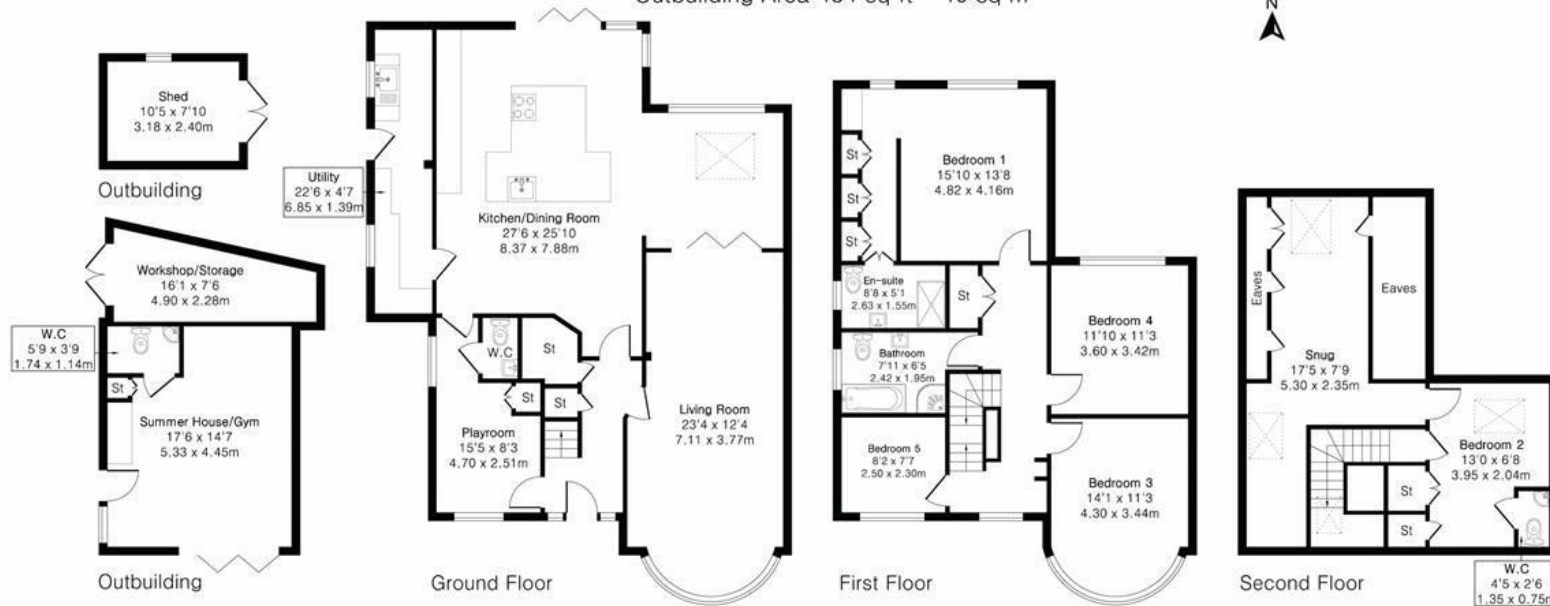 Outbuilding Area 434 sq ft - 40 sq m
N
Shed
10'5 x 7'10
3.18 x 2.40m
Outbuilding
Workshop/Storage
16'1 x 7'6
4.90 x 2.28m
W.C
5'9 x 3'9
1.74 x 1.14m
St
Summer House/Gym
17'6 x 14'7
5.33 x 4.45m
Outbuilding
Utility
22'6 x 4'7
6.85 x 1.39m
Kitchen/Dining Room
27'6 x 25'10
8.37 x 7.88m
W.C
St
St
St
Playroom
15'5 x 8'3
4.70 x 2.51m
Living Room
23'4 x 12'4
7.11 x 3.77m
Ground Floor
St
St
St
Bedroom 1
15'10 x 13'8
4.82 x 4.16m
En-suite
8'8 x 5'1
2.63 x 1.55m
St
Bathroom
7'11 x 6'5
2.42 x 1.95m
Bedroom 4
11'10 x 11'3
3.60 x 3.42m
Bedroom 5
8'2 x 7'7
2.50 x 2.30m
Bedroom 3
14'1 x 11'3
4.30 x 3.44m
First Floor
Eaves
Eaves
Snug
17'5 x 7'9
5.30 x 2.35m
Bedroom 2
13'0 x 6'8
3.95 x 2.04m
St
St
W.C
4'5 x 2'6
1.35 x 0.75m
Second Floor